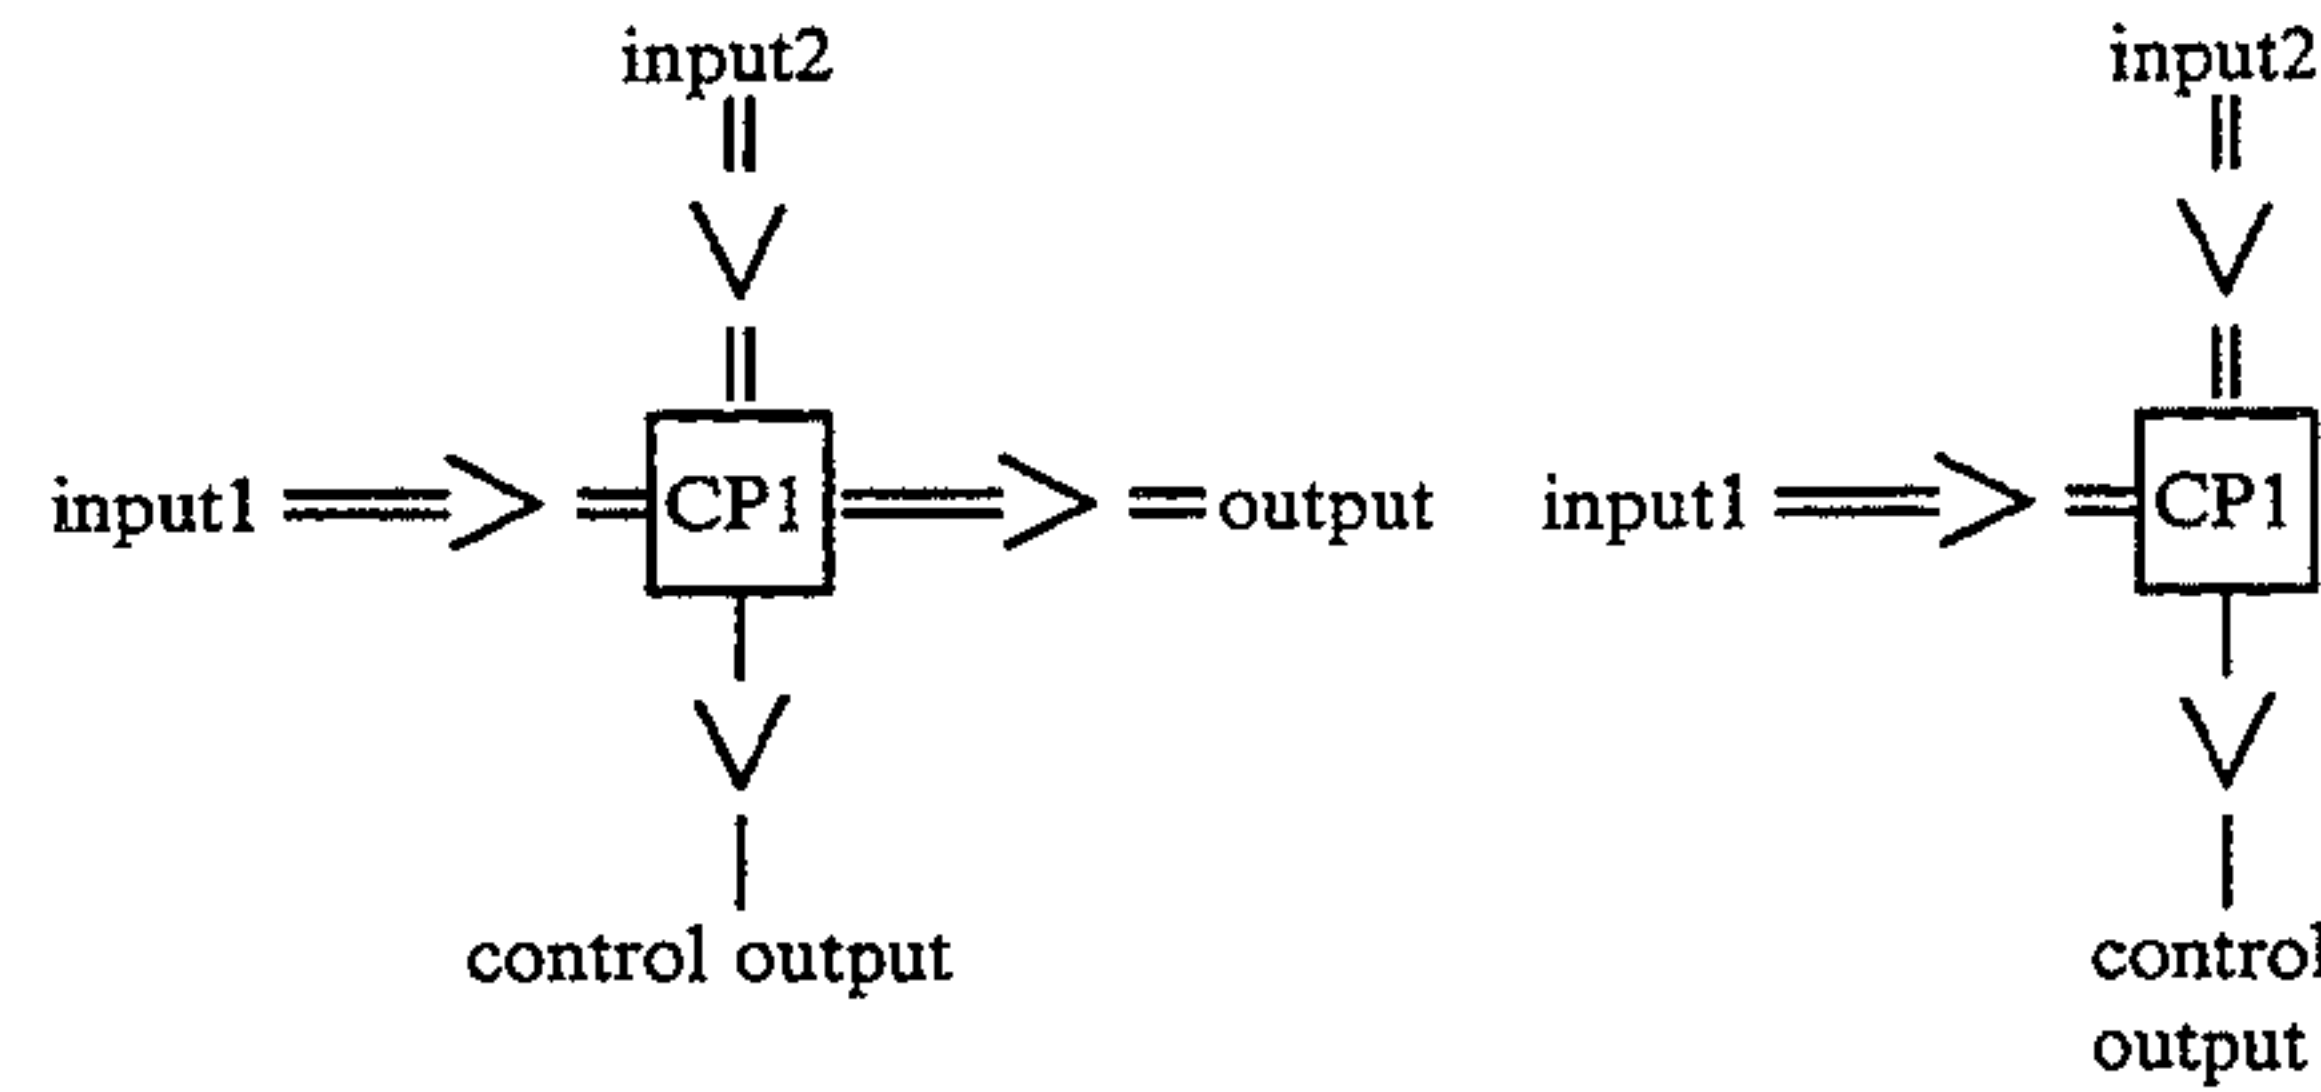 input2
input1 CP1 output
control output
input2
input1 CP1
control
output